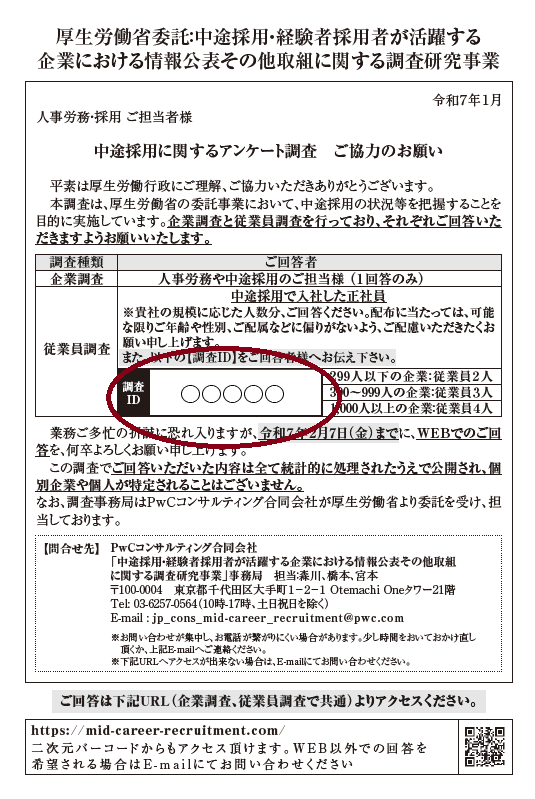 厚生労働省委託:中途採用・経験者採用者が活躍する
企業における情報公表その他取組に関する調査研究事業
令和7年1月
人事労務・採用 ご担当者様
中途採用に関するアンケート調査　ご協力のお願い
平素は厚生労働行政にご理解、ご協力いただきありがとうございます。
本調査は、厚生労働省の委託事業において、中途採用の状況等を把握することを
目的に実施しています。企業調査と従業員調査を行っており、それぞれご回答いた
だきますようお願いいたします。
調査種類 ご回答者
企業調査 人事労務や中途採用のご担当様（1回答のみ）
従業員調査
中途採用で入社した正社員
※貴社の規模に応じた人数分、ご回答ください。配布に当たっては、可能
な限りご年齢や性別、ご配属などに偏りがないよう、ご配慮いただきたくお
願い申し上げます。
また、以下の【調査ID】をご回答者様へお伝え下さい。
調査
ID
○○○○○
299人以下の企業:従業員2人
300～999人の企業:従業員3人
1,000人以上の企業:従業員4人
業務ご多忙の折誠に恐れ入りますが、令和7年2月7日(金)までに、WEBでのご回
答を、何卒よろしくお願い申し上げます。
この調査でご回答いただいた内容は全て統計的に処理されたうえで公開され、個
別企業や個人が特定されることはございません。
なお、調査事務局はPwCコンサルティング合同会社が厚生労働省より委託を受け、担
当しております。
【問合せ先】 PwCコンサルティング合同会社
「中途採用・経験者採用者が活躍する企業における情報公表その他取組
に関する調査研究事業」事務局　担当:森川、橋本、宮本
〒100-0004　東京都千代田区大手町1－2－1 Otemachi Oneタワー21階
Tel: 03-6257-0564（10時-17時、土日祝日を除く）
E-mail : jp_cons_mid-career_recruitment@pwc.com
※お問い合わせが集中し、お電話が繋がりにくい場合があります。少し時間をおいておかけ直し
頂くか、上記E-mailへご連絡ください。
※下記URLへアクセスが出来ない場合は、E-mailにてお問い合わせください。
ご回答は下記URL（企業調査、従業員調査で共通）よりアクセスください。
https://mid-career-recruitment.com/
二次元バーコードからもアクセス頂けます。WEB以外での回答を
希望される場合はE-mailにてお問い合わせください